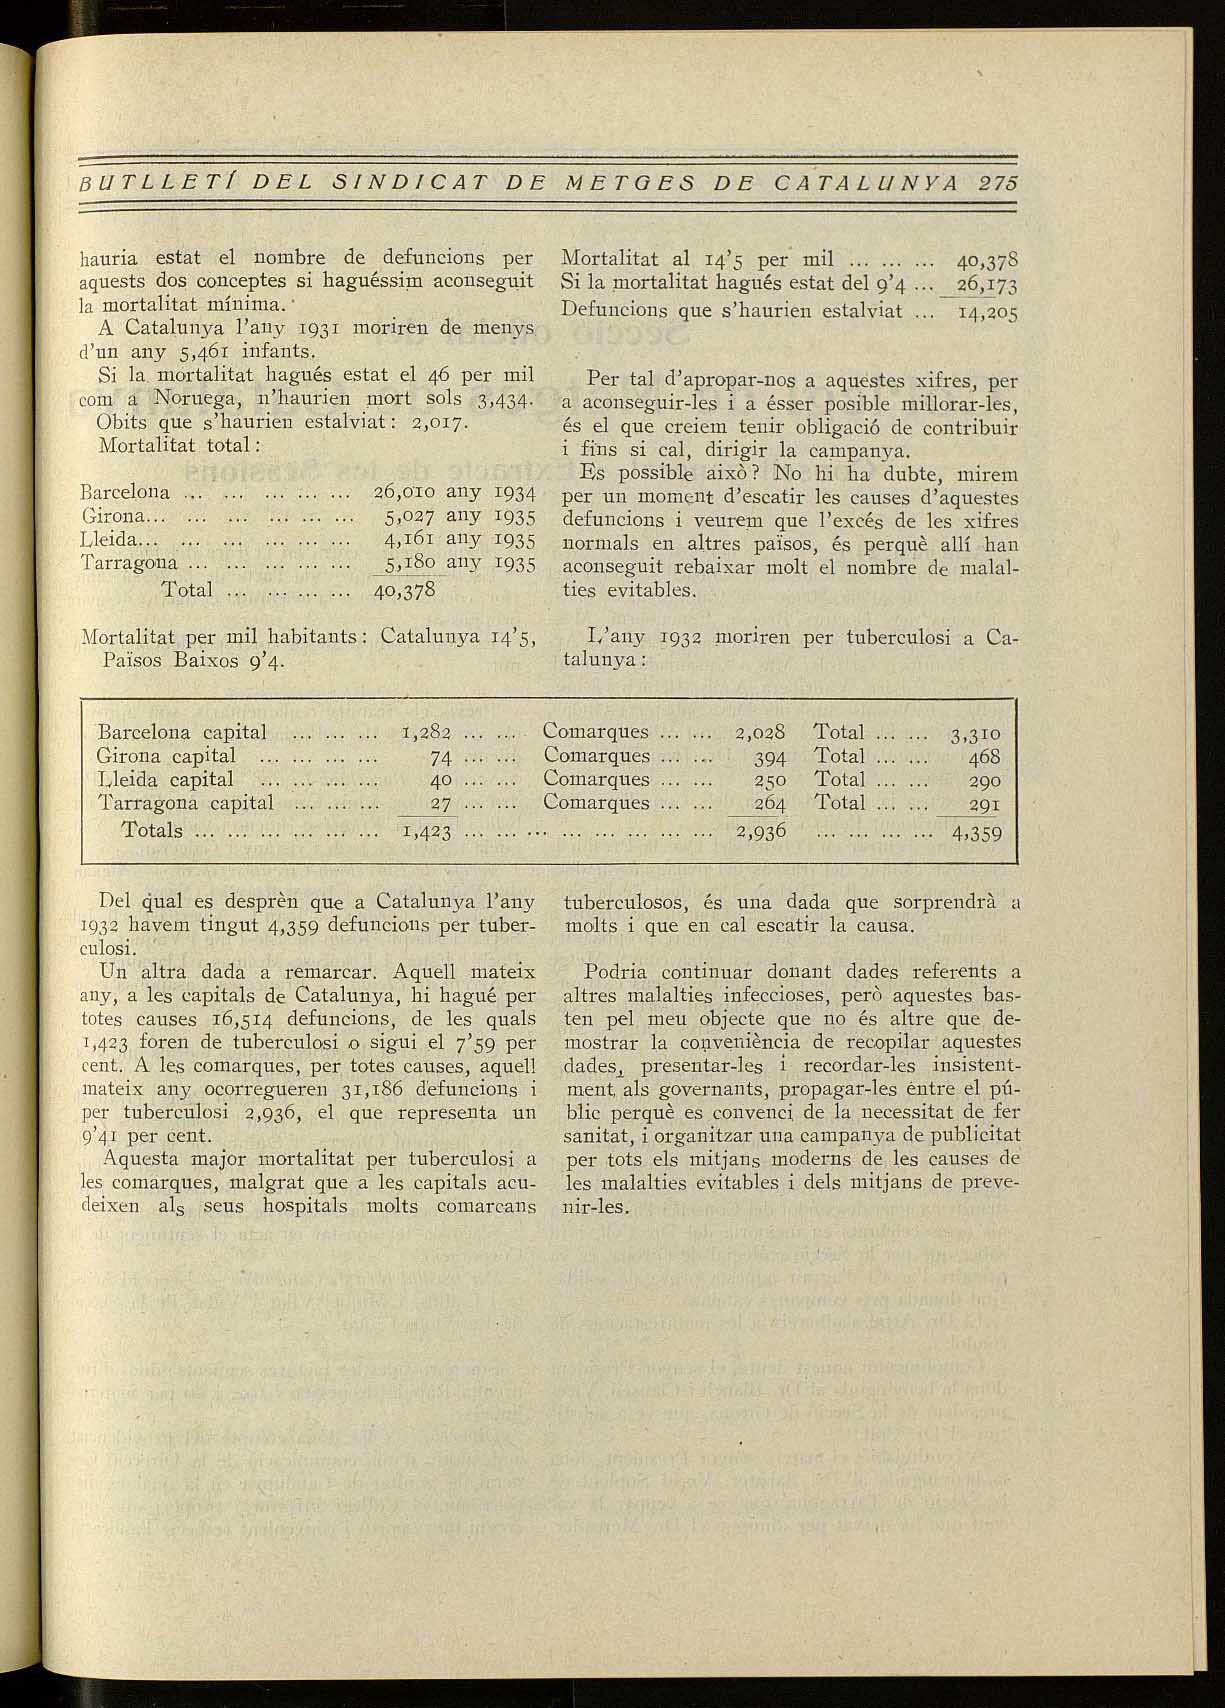 BUTLLETÍ DEL SINDICAT DE METGES DE CATALUNYA 275
hauria estat el nombre de defuncions per
aquests dos conceptes si haguéssim aconseguit
la mortalitat mínima.
A Catalunya l'any 1931 moriren de menys
d'un any 5,461 infants.
Si la mortalitat hagués estat el 46 per mil
com a Noruega, n'haurien mort sols 3,434.
Obits que s'haurien estalviat: 2,017.
Mortalitat total:
Barcelona ... ... ... ... ... 26,010 any 1934
Girona... ... ... ... ... ... 5,027 any 1935
Lleida... ... ... ... ... ... 4,161 any 1935
Tarragona ... ... ... ... ... 5,180 any 1935
Total ... ... ... ... 40,378
Mortalitat per mil habitants: Catalunya 14'5,
Països Baixos 9'4.
Mortalitat al 14'5 per mil ... ... ... 40,378
Si la mortalitat hagués estat del 9'4 ... 26,173
Defuncions que s'haurien estalviat ... 14,205
Per tal d'apropar-nos a aquestes xifres, per
a aconseguir-les i a ésser posible millorar-les,
és el que creiem tenir obligació de contribuir
i fins si cal, dirigir la campanya.
Es possible això? No hi ha dubte, mirem
per un moment d'escatir les causes d'aquestes
defuncions i veurem que l'excés de les xifres
normals en altres països, és perquè allí han
aconseguit rebaixar molt el nombre de malal-
ties evitables.
L'any 1932 moriren per tuberculosi a Ca-
talunya:
Barcelona capital ... ... ... 1,282 ... ... Comarques ... ... 2,028 Total ... ... 3,310
Girona capital ... ... ... ... 74 ... ... Comarques ... ... 394 Total ... ... 468
Lleida capital ... ... ... ... 40 ... ... Comarques ... ... 250 Total ... ... 290
Tarragona capital ... ... ... 27 ... ... Comarques ... ... 264 Total ... ... 291
Totals ... ... ... ... ... ... 1,423 ... ... ... ... ... ... ... ... 2,936 ... ... ... ... 4,359
Del qual es desprèn que a Catalunya l'any
1932 havem tingut 4,359 defuncions per tuber-
culosi.
Un altra dada a remarcar. Aquell mateix
any, a les capitals de Catalunya, hi hagué per
totes causes 16,514 defuncions, de les quals
1,423 foren de tuberculosi o sigui el 7'59 per
cent. A les comarques, per totes causes, aquell
mateix any ocorregueren 31,186 defuncions i
per tuberculosi 2,936, el que representa un
9'41 per cent.
Aquesta major mortalitat per tuberculosi a
les comarques, malgrat que a les capitals acu-
deixen als seus hospitals molts comarcans
tuberculosos, és una dada que sorprendrà a
molts i que en cal escatir la causa.
Podria continuar donant dades referents a
altres malalties infeccioses, però aquestes bas-
ten pel meu objecte que no és altre que de-
mostrar la conveniència de recopilar aquestes
dades, presentar-les i recordar-les insistent-
ment als governants, propagar-les entre el pú-
blic perquè es convenci de la necessitat de fer
sanitat, i organitzar una campanya de publicitat
per tots els mitjans moderns de les causes de
les malalties evitables i dels mitjans de preve-
nir-les.